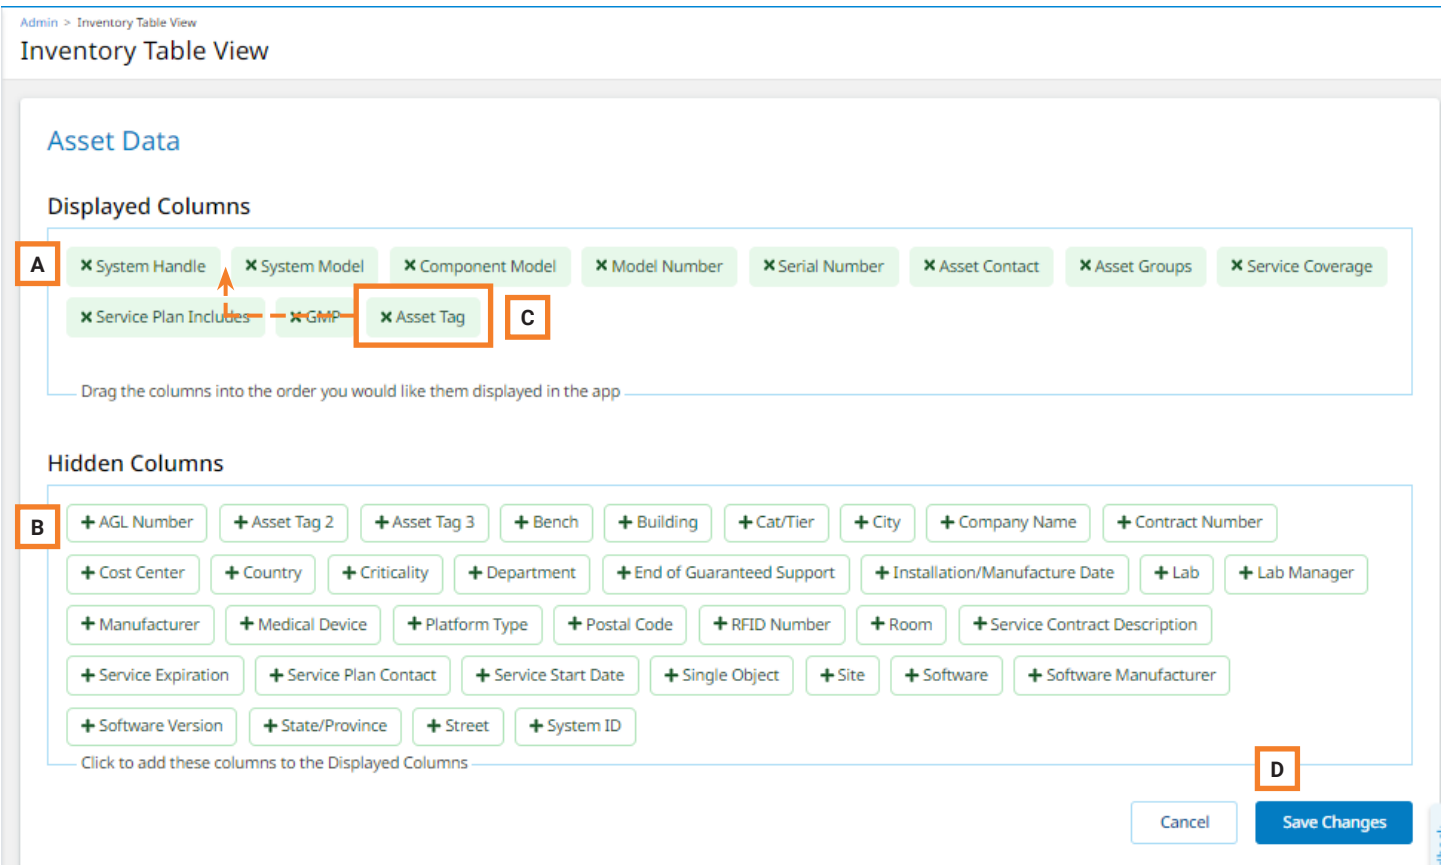 Admin > Inventory Table View
Inventory Table View
Asset Data
Displayed Columns
A
System Handle System Model Component Model Model Number Serial Number Asset Contact Asset Groups Service Coverage
Service Plan Includes GMP Asset Tag C
Drag the columns into the order you would like them displayed in the app
Hidden Columns
B
+ AGL Number + Asset Tag 2 + Asset Tag 3 + Bench + Building + Cat/Tier + City + Company Name + Contract Number
+ Cost Center + Country + Criticality + Department + End of Guaranteed Support + Installation/Manufacture Date + Lab + Lab Manager
+ Manufacturer + Medical Device + Platform Type + Postal Code + RFID Number + Room + Service Contract Description
+ Service Expiration + Service Plan Contact + Service Start Date + Single Object + Site + Software + Software Manufacturer
+ Software Version + State/Province + Street + System ID
Click to add these columns to the Displayed Columns
D
Cancel Save Changes